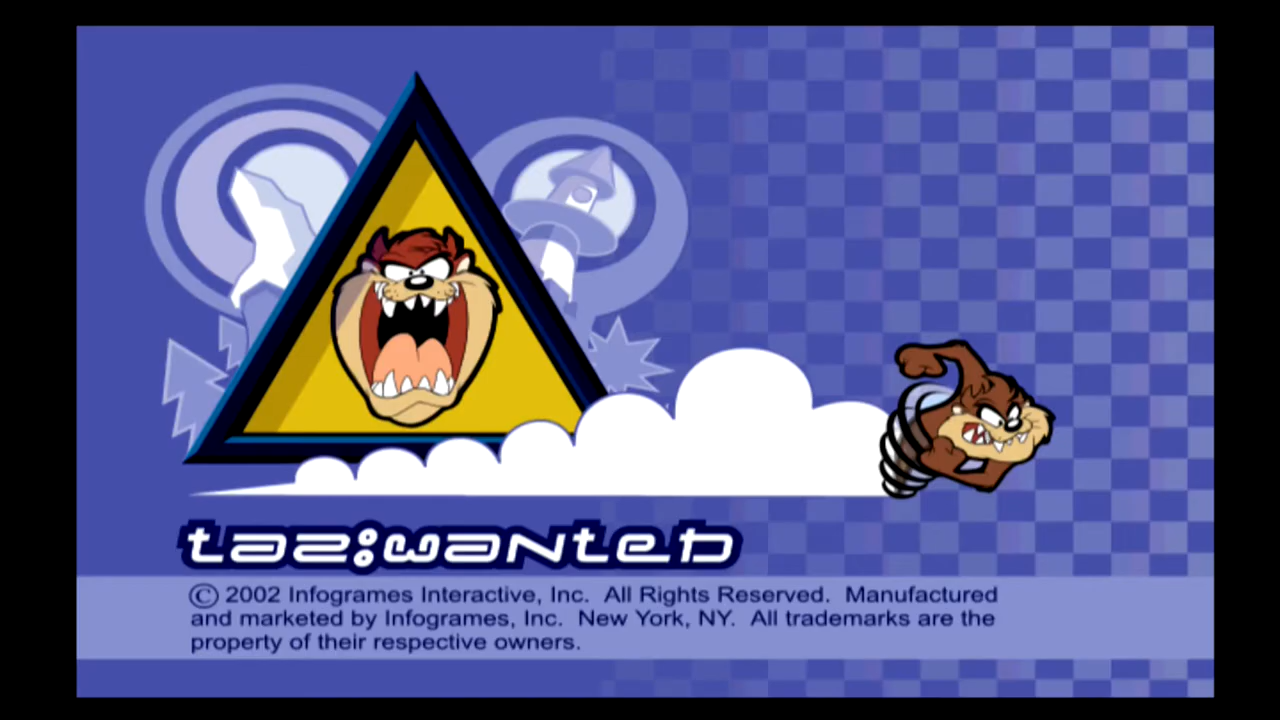 taz:wanted
© 2002 Infogrames Interactive, Inc.  All Rights Reserved.  Manufactured
and marketed by Infogrames, Inc.  New York, NY.  All trademarks are the
property of their respective owners.